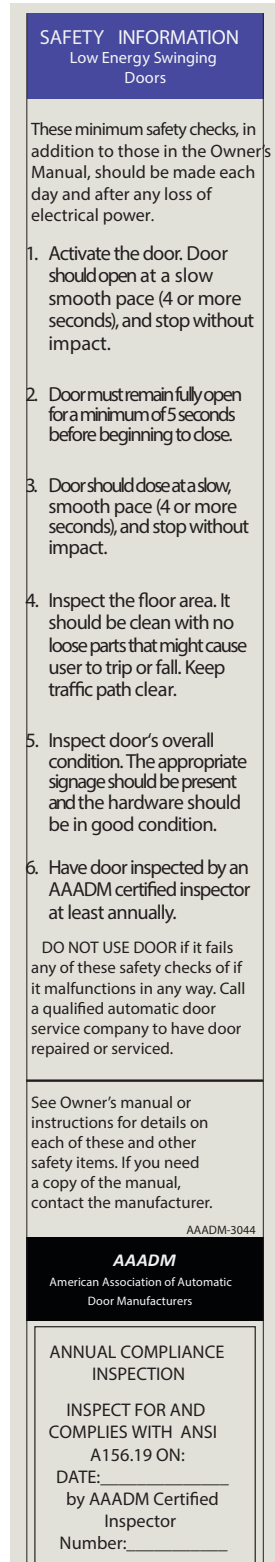 SAFETY INFORMATION
Low Energy Swinging
Doors
These minimum safety checks, in
addition to those in the Owner's
Manual, should be made each
day and after any loss of
electrical power.
1. Activate the door. Door
should open at a slow
smooth pace (4 or more
seconds), and stop without
impact.
2. Door must remain fully open
for a minimum of 5 seconds
before beginning to close.
3. Door should close at a slow,
smooth pace (4 or more
seconds), and stop without
impact.
4. Inspect the floor area. It
should be clean with no
loose parts that might cause
user to trip or fall. Keep
traffic path clear.
5. Inspect door's overall
condition. The appropriate
signage should be present
and the hardware should
be in good condition.
6. Have door inspected by an
AAADM certified inspector
at least annually.
DO NOT USE DOOR if it fails
any of these safety checks of if
it malfunctions in any way. Call
a qualified automatic door
service company to have door
repaired or serviced.
See Owner's manual or
instructions for details on
each of these and other
safety items. If you need
a copy of the manual,
contact the manufacturer.
AAADM-3044
AAADM
American Association of Automatic
Door Manufacturers
ANNUAL COMPLIANCE
INSPECTION
INSPECT FOR AND
COMPLIES WITH ANSI
A156.19 ON:
DATE:______________
by AAADM Certified
Inspector
Number:___________